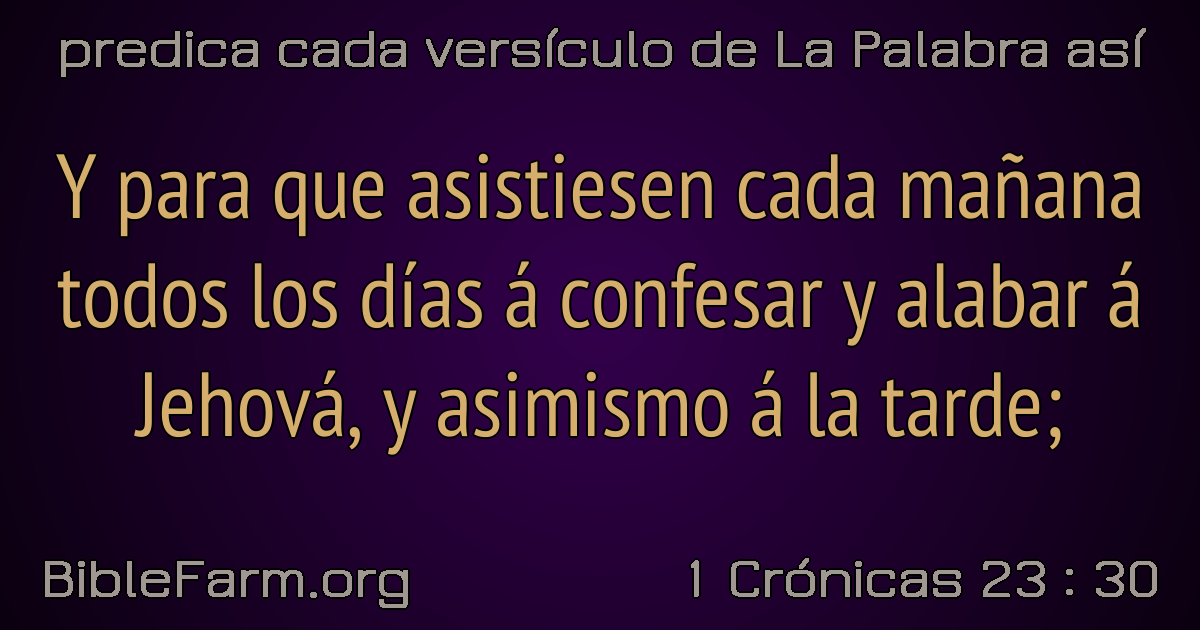 predica cada versículo de La Palabra así
Y para que asistiesen cada mañana
todos los días á confesar y alabar á
Jehová, y asimismo á la tarde;
BibleFarm.org
1 Crónicas 23 : 30